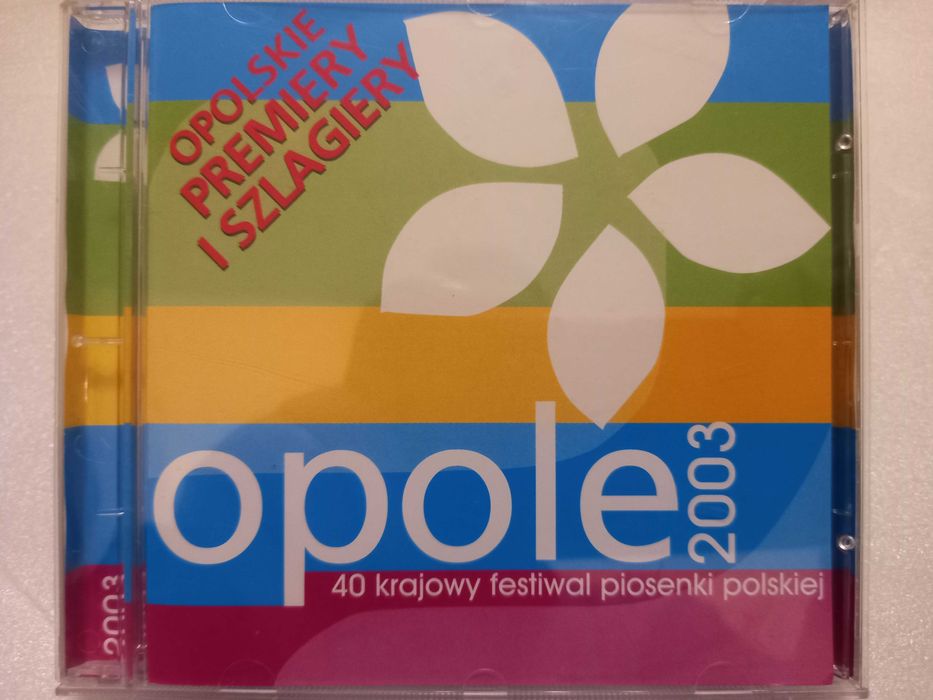 OPOLSKIE
PREMIERY
I SZLAGIERY
opole
2003
40 krajowy festiwal piosenki polskiej
2003